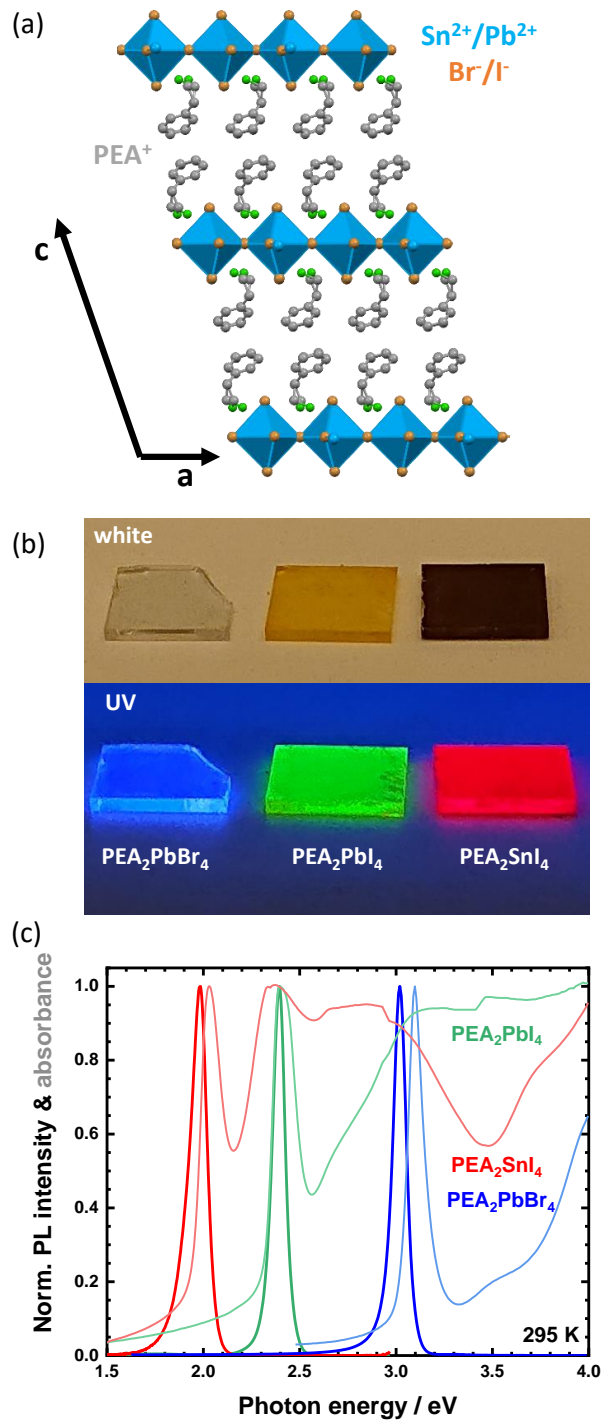 (a)
Sn²⁺/Pb²⁺
Br⁻/I⁻
PEA⁺
c
a
(b)
white
UV
PEA₂PbBr₄
PEA₂PbI₄
PEA₂SnI₄
(c)
Norm. PL intensity & absorbance
1.0
0.8
0.6
0.4
0.2
0.0
PEA₂PbI₄
PEA₂SnI₄
PEA₂PbBr₄
295 K
1.5 2.0 2.5 3.0 3.5 4.0
Photon energy / eV